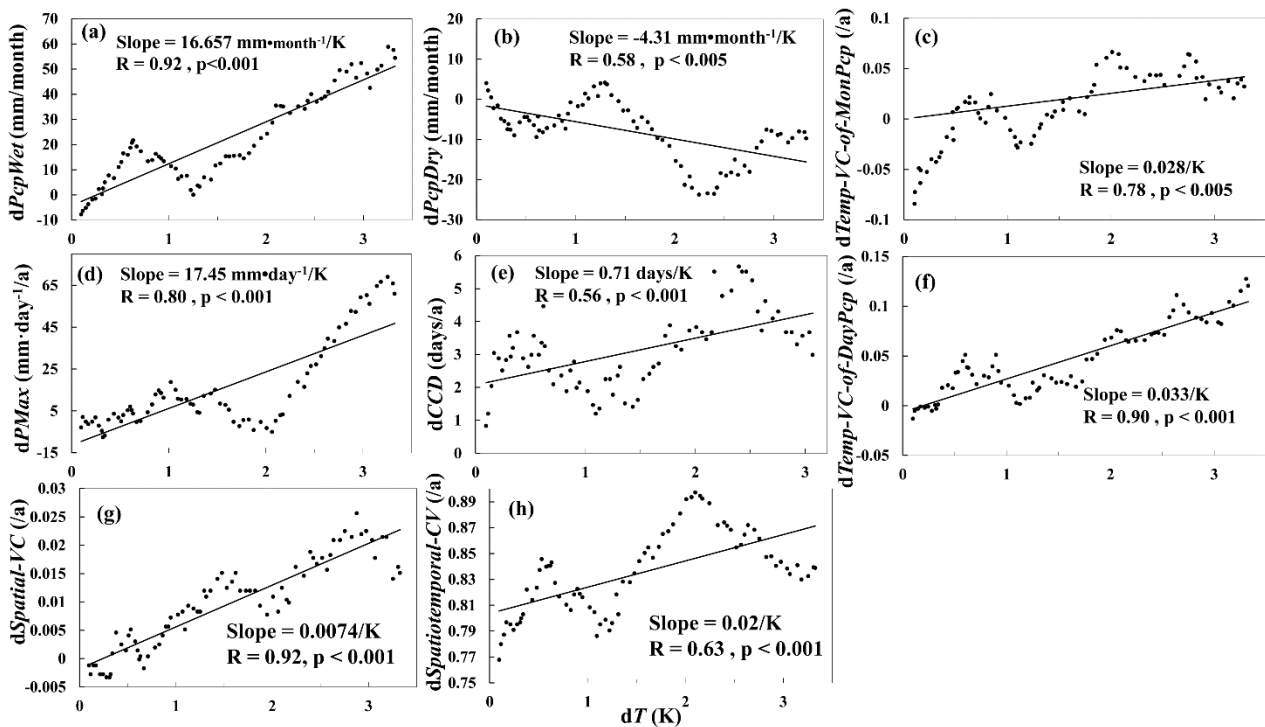 (a)
Slope = 16.657 mm•month⁻¹/K
R = 0.92 , p<0.001
dPcpWet (mm/month)
70
60
50
40
30
20
10
0
-10
0
1
2
3
(b)
Slope = -4.31 mm•month⁻¹/K
R = 0.58 , p < 0.005
dPcpDry (mm/month)
20
10
0
-10
-20
-30
0
1
2
3
(c)
Slope = 0.028/K
R = 0.78 , p < 0.005
dTemp-VC-of-MonPcp (/a)
0.1
0.05
0
-0.05
-0.1
0
1
2
3
(d)
Slope = 17.45 mm•day⁻¹/K
R = 0.80 , p < 0.001
dPMax (mm·day⁻¹/a)
65
45
25
5
-15
0
1
2
3
(e)
Slope = 0.71 days/K
R = 0.56 , p < 0.001
dCCD (days/a)
6
5
4
3
2
1
0
0
1
2
3
(f)
Slope = 0.033/K
R = 0.90 , p < 0.001
dTemp-VC-of-DayPcp (/a)
0.15
0.1
0.05
0
-0.05
0
1
2
3
(g)
Slope = 0.0074/K
R = 0.92, p < 0.001
dSpatial-VC (/a)
0.03
0.025
0.02
0.015
0.01
0.005
0
-0.005
0
1
2
3
(h)
Slope = 0.02/K
R = 0.63 , p < 0.001
dSpatiotemporal-CV (/a)
0.89
0.87
0.85
0.83
0.81
0.79
0.77
0.75
0
1
2
3
dT (K)